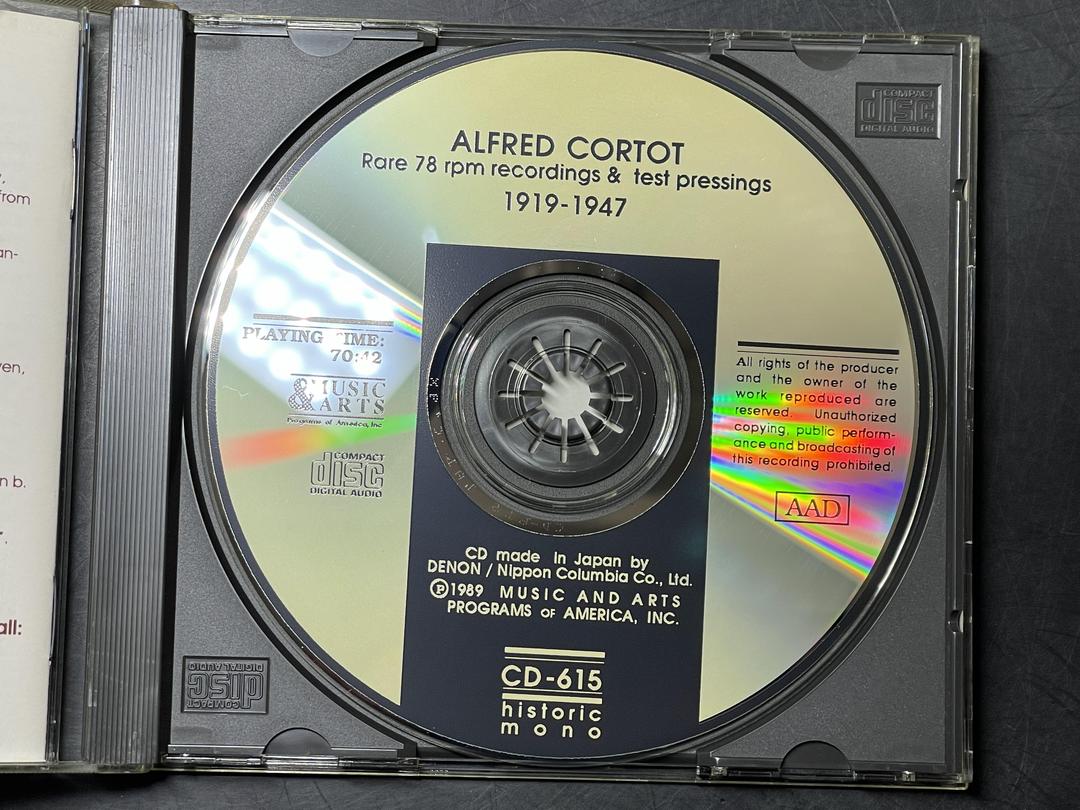 from
an-
ven,
n b.
all:
COMPACT
disc
DIGITAL AUDIO
ALFRED CORTOT
Rare 78 rpm recordings & test pressings
1919-1947
PLAYING TIME:
70:42
MUSIC
& ARTS
Programs of America, Inc
COMPACT
disc
DIGITAL AUDIO
All rights of the producer
and the owner of the
work reproduced are
reserved. Unauthorized
copying, public perform-
ance and broadcasting of
this recording prohibited.
AAD
CD made in Japan by
DENON / Nippon Columbia Co., Ltd.
Ⓟ1989 MUSIC AND ARTS
PROGRAMS OF AMERICA, INC.
CD-615
historic
mono
COMPACT
disc
DIGITAL AUDIO